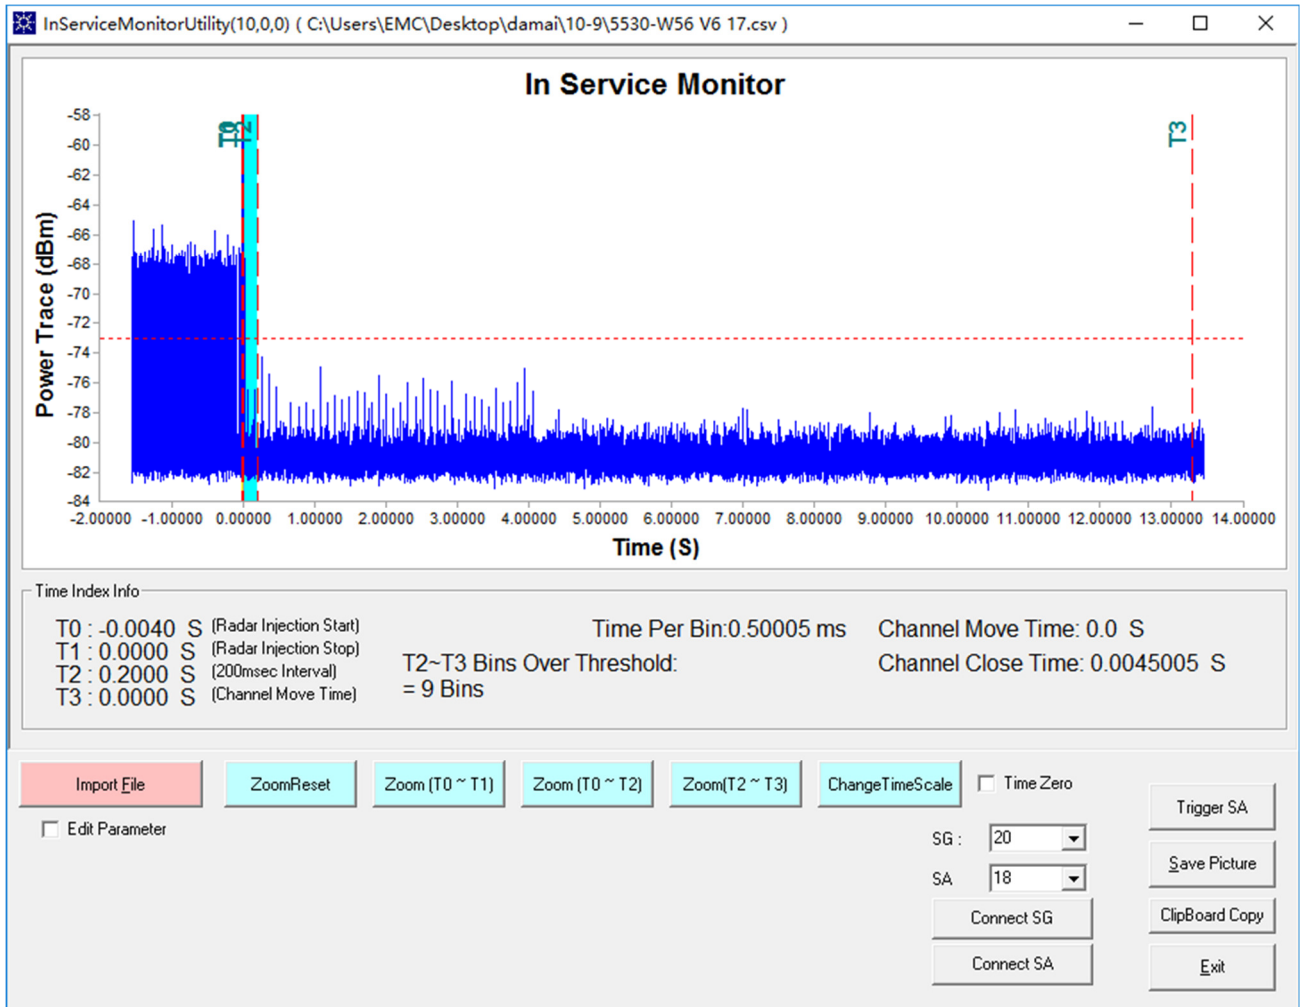 InServiceMonitorUtility(10,0,0) ( C:\Users\EMC\Desktop\damai\10-9\5530-W56 V6 17.csv )
In Service Monitor
Power Trace (dBm)
-58
-60
-62
-64
-66
-68
-70
-72
-74
-76
-78
-80
-82
-84
T2
T3
-2.00000 -1.00000 0.00000 1.00000 2.00000 3.00000 4.00000 5.00000 6.00000 7.00000 8.00000 9.00000 10.00000 11.00000 12.00000 13.00000 14.00000
Time (S)
Time Index Info
T0 : -0.0040 S (Radar Injection Start)
T1 : 0.0000 S (Radar Injection Stop)
T2 : 0.2000 S (200msec Interval)
T3 : 0.0000 S (Channel Move Time)
Time Per Bin:0.50005 ms
T2~T3 Bins Over Threshold:
= 9 Bins
Channel Move Time: 0.0 S
Channel Close Time: 0.0045005 S
Import File
ZoomReset
Zoom (T0 ~ T1)
Zoom (T0 ~ T2)
Zoom(T2 ~ T3)
ChangeTimeScale
Time Zero
Edit Parameter
SG : 20
SA 18
Connect SG
Connect SA
Trigger SA
Save Picture
ClipBoard Copy
Exit